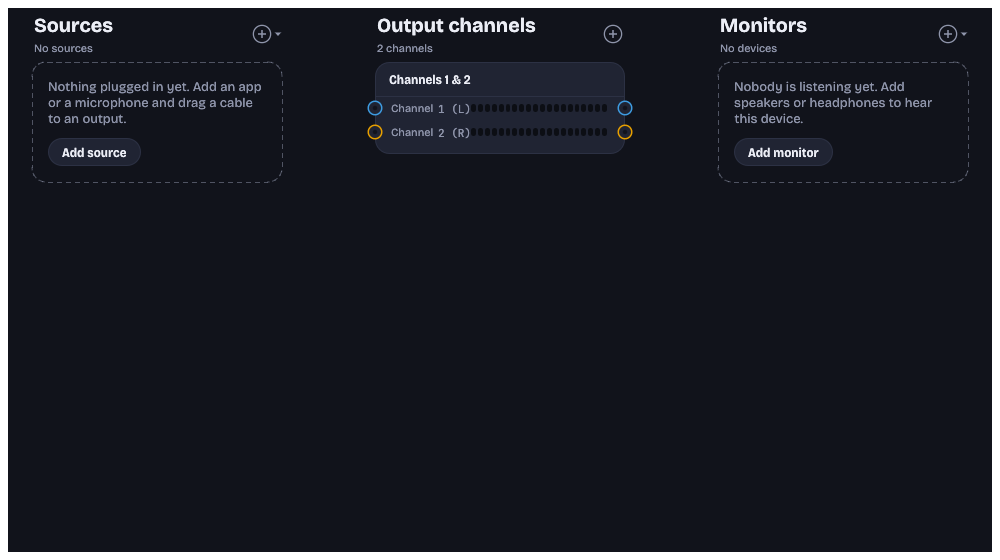 Sources
No sources
Nothing plugged in yet. Add an app
or a microphone and drag a cable
to an output.
Add source
Output channels
2 channels
Channels 1 & 2
Channel 1 (L)
Channel 2 (R)
Monitors
No devices
Nobody is listening yet. Add
speakers or headphones to hear
this device.
Add monitor